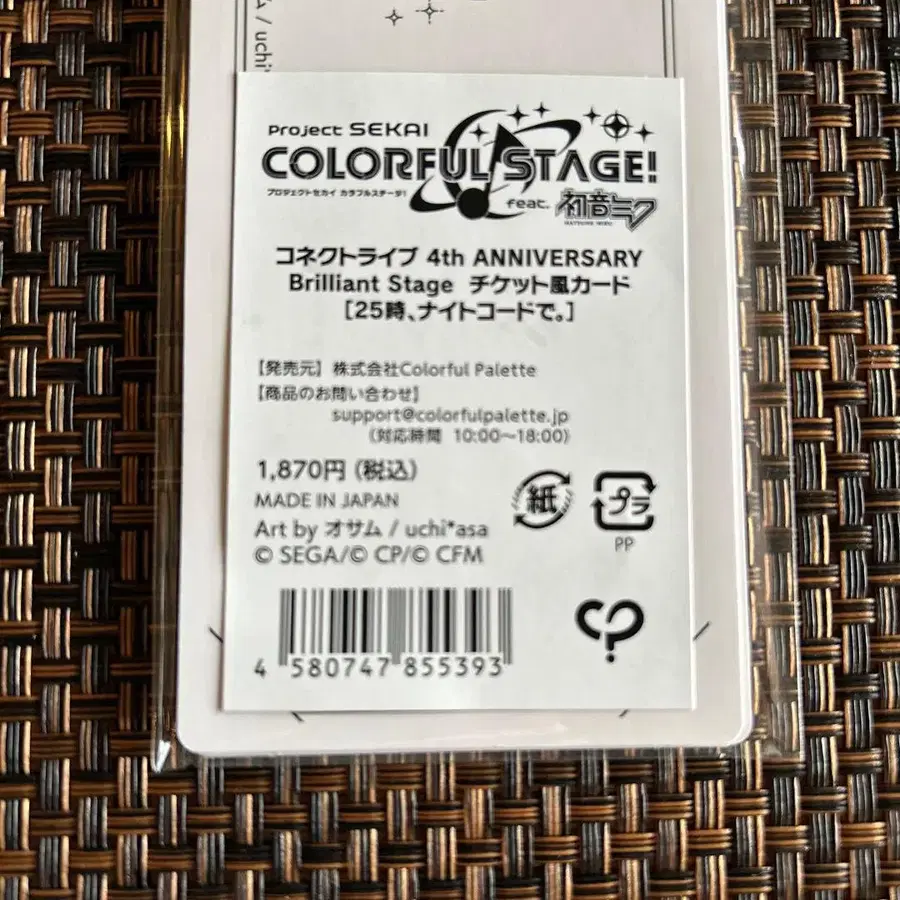 ム / uchi*
Project SEKAI
COLORFUL STAGE!
プロジェクトセカイ カラフルステージ!
feat. 初音ミク
HATSUNE MIKU
コネクトライブ 4th ANNIVERSARY
Brilliant Stage チケット風カード
[25時、ナイトコードで。]
【発売元】株式会社Colorful Palette
【商品のお問い合わせ】
support@colorfulpalette.jp
(対応時間 10:00~18:00)
1,870円(税込)
MADE IN JAPAN
Art by オサム / uchi*asa
© SEGA/© CP/© CFM
紙
プラ
PP
4 580747 855393